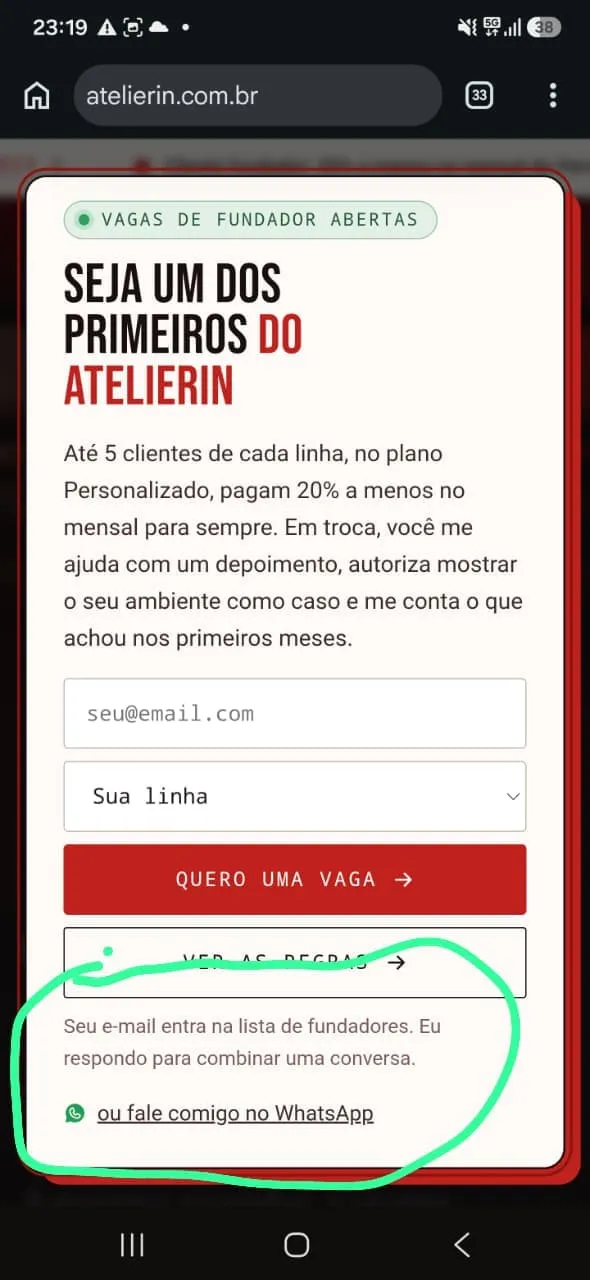 23:19
5G
38
atelierin.com.br
33
VAGAS DE FUNDADOR ABERTAS
SEJA UM DOS
PRIMEIROS DO
ATELIERIN
Até 5 clientes de cada linha, no plano
Personalizado, pagam 20% a menos no
mensal para sempre. Em troca, você me
ajuda com um depoimento, autoriza mostrar
o seu ambiente como caso e me conta o que
achou nos primeiros meses.
seu@email.com
Sua linha
QUERO UMA VAGA →
VER AS REGRAS →
Seu e-mail entra na lista de fundadores. Eu
respondo para combinar uma conversa.
ou fale comigo no WhatsApp